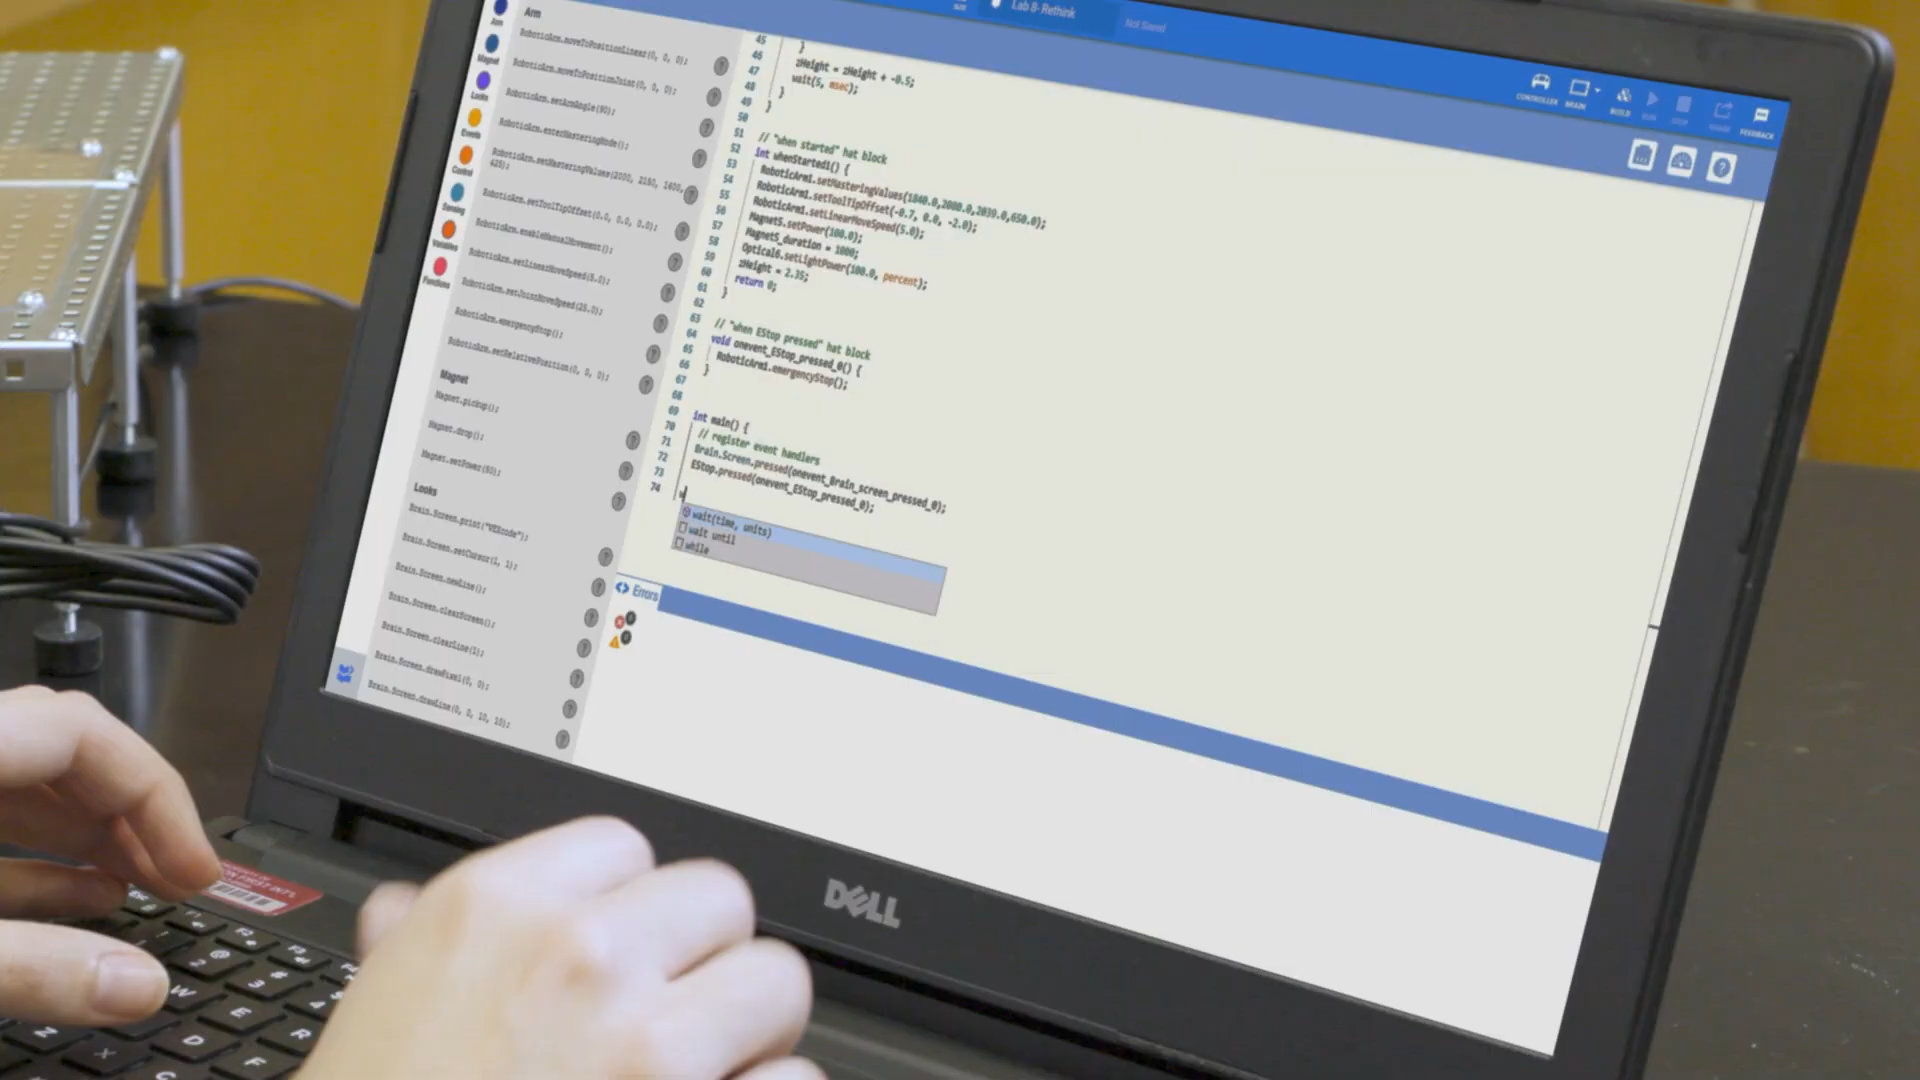 Lab 8- Rethink
Not Saved
CONTROLLER
BRAIN
BUILD
FEEDBACK
Arm
Magnet
Looks
Events
Control
Sensing
Variables
Functions
Arm
RoboticArm.moveToPositionLinear(0, 0, 0);
RoboticArm.moveToPositionJoint(0, 0, 0);
RoboticArm.setArmAngle(90);
RoboticArm.enterMasteringMode();
RoboticArm.setMasteringValues(2000, 2150, 1600,
425);
RoboticArm.setToolTipOffset(0.0, 0.0, 0.0);
RoboticArm.enableManualMovement();
RoboticArm.setLinearMoveSpeed(5.0);
RoboticArm.setJointMoveSpeed(25.0);
RoboticArm.emergencyStop();
RoboticArm.setRelativePosition(0, 0, 0);
Magnet
Magnet.pickup();
Magnet.drop();
Magnet.setPower(50);
Looks
Brain.Screen.print("VEXcode");
Brain.Screen.setCursor(1, 1);
Brain.Screen.newLine();
Brain.Screen.clearScreen();
Brain.Screen.clearLine(1);
Brain.Screen.drawPixel(0, 0);
Brain.Screen.drawLine(0, 0, 10, 10);
45 }
46 zHeight = zHeight + -0.5;
47 wait(5, msec);
48 }
49 }
50
51 // "when started" hat block
52 int whenStarted1() {
53 RoboticArm1.setMasteringValues(1840.0,2000.0,2039.0,650.0);
54 RoboticArm1.setToolTipOffset(-0.7, 0.0, -2.0);
55 RoboticArm1.setLinearMoveSpeed(5.0);
56 Magnet5.setPower(100.0);
57 Magnet5_duration = 1000;
58 Optical6.setLightPower(100.0, percent);
59 zHeight = 2.35;
60 return 0;
61 }
62
63 // "when EStop pressed" hat block
64 void onevent_EStop_pressed_0() {
65 RoboticArm1.emergencyStop();
66 }
67
68
69 int main() {
70 // register event handlers
71 Brain.Screen.pressed(onevent_Brain_screen_pressed_0);
72 EStop.pressed(onevent_EStop_pressed_0);
73
74 w
wait(time, units)
wait until
while
Errors
DELL
F1
F2
F3
2
3 #
4
W
E
R
Z
X
D
F
C